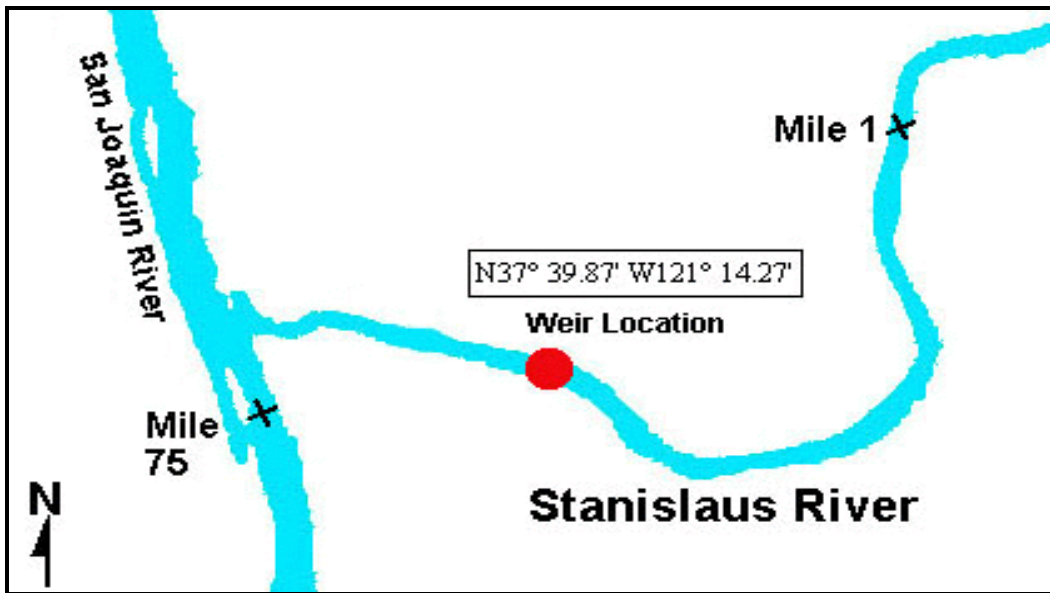 San Joaquin River
Mile 1
N37° 39.87' W121° 14.27'
Weir Location
Mile
75
Stanislaus River
N